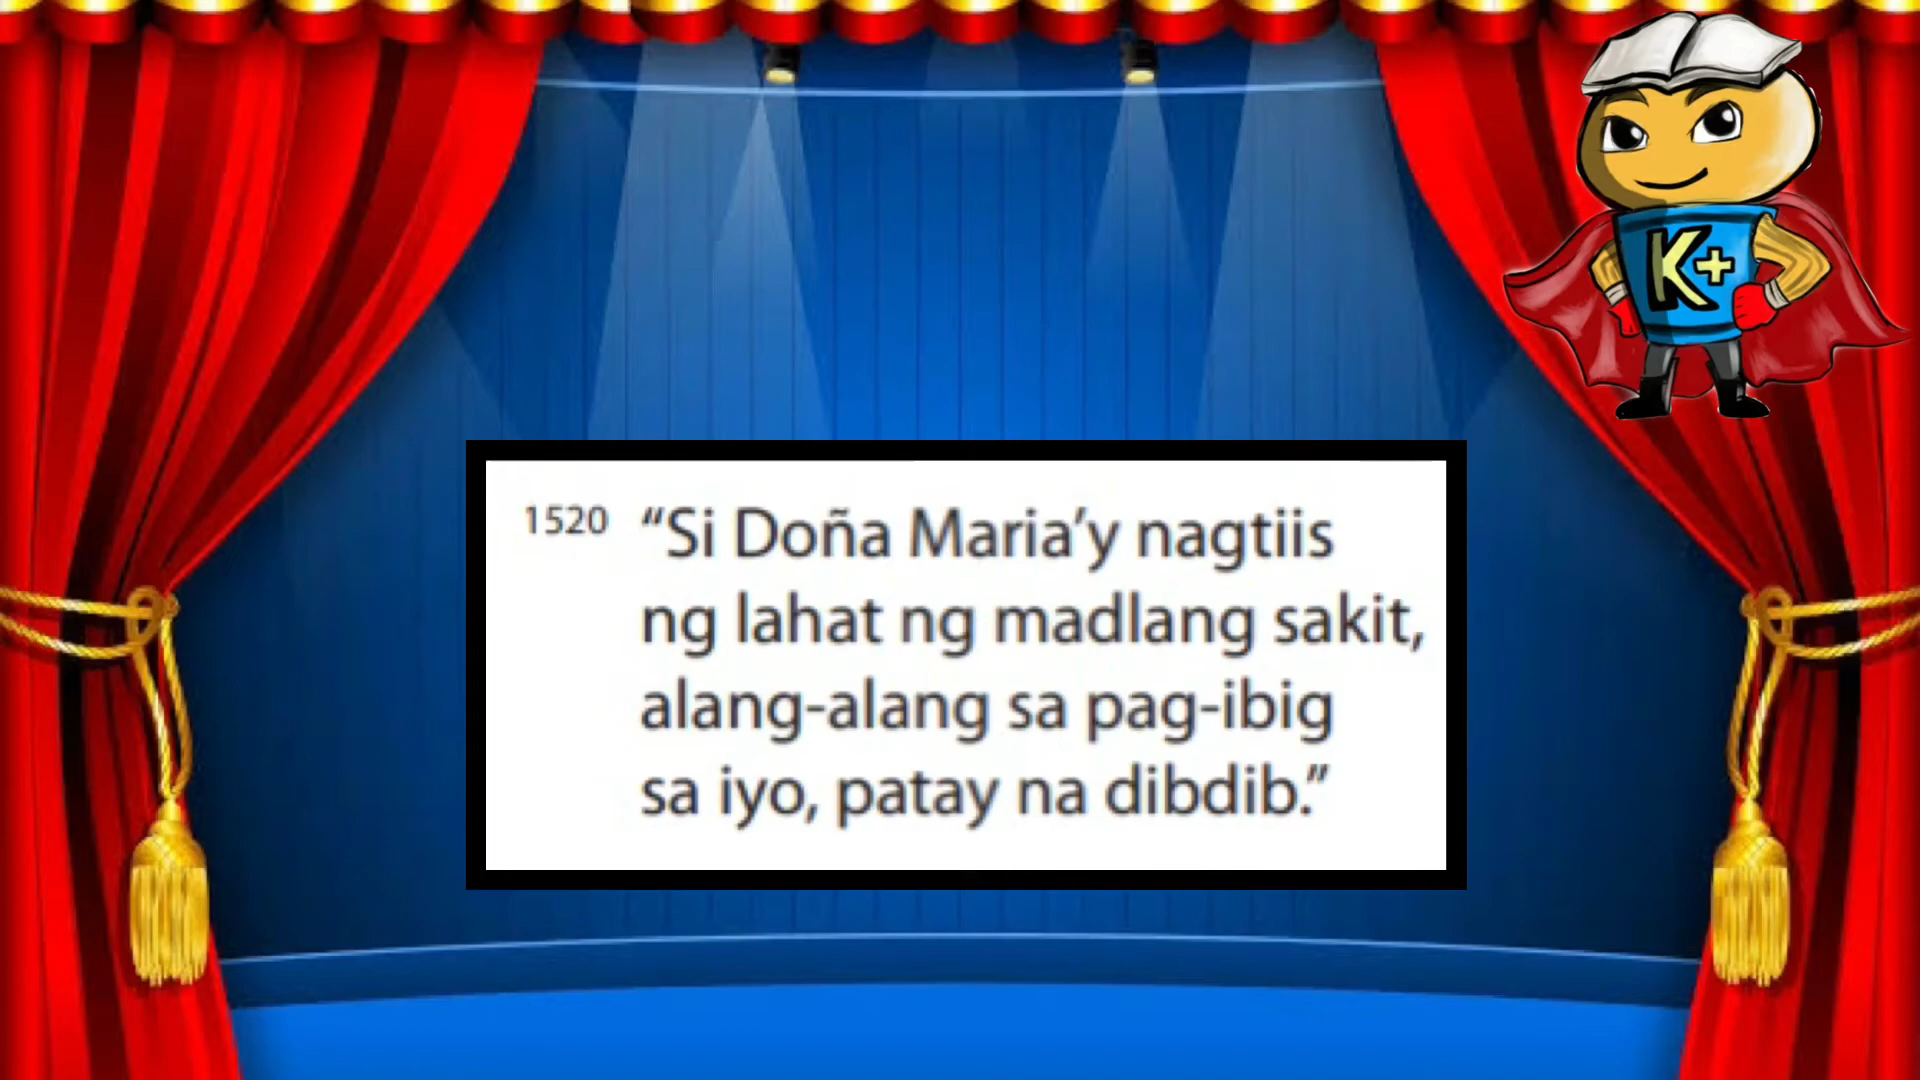 K+
1520 “Si Doña Maria’y nagtiis
ng lahat ng madlang sakit,
alang-alang sa pag-ibig
sa iyo, patay na dibdib.”